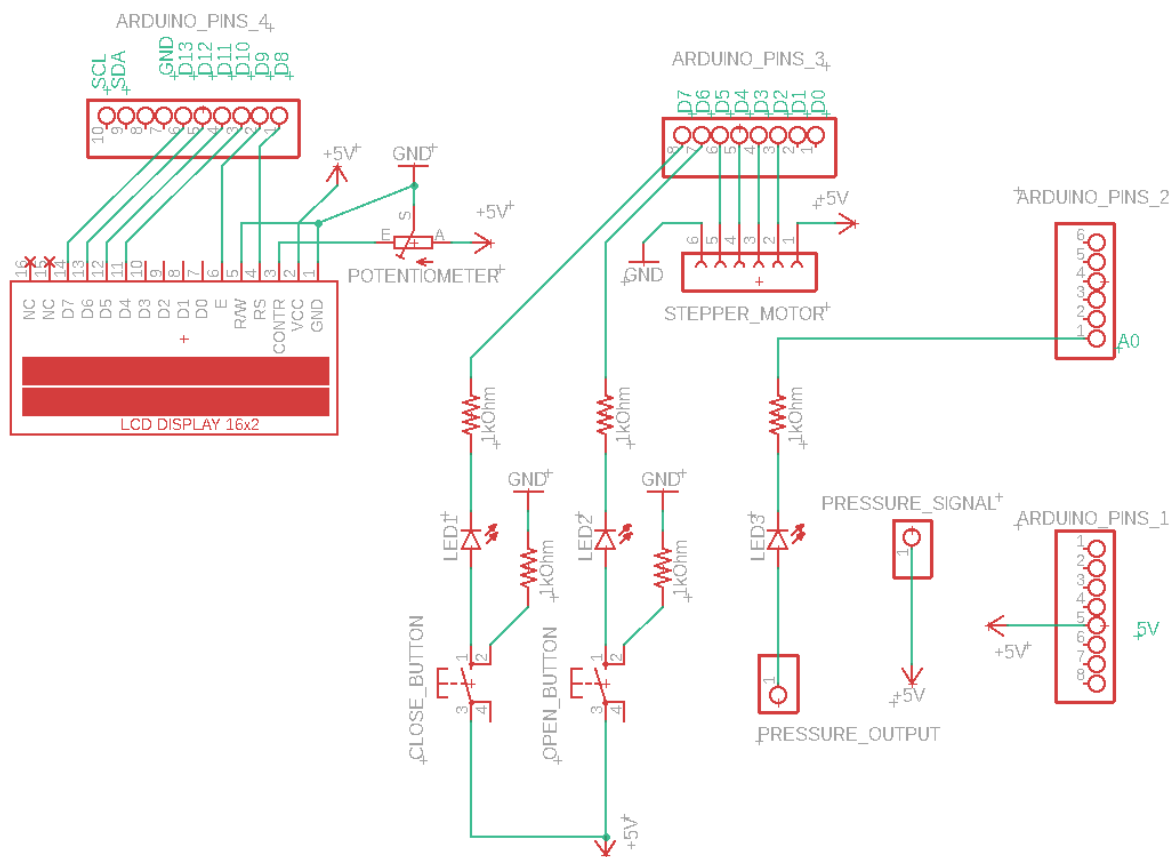 ARDUINO_PINS_4
SCL
SDA
GND
D13
D12
D11
D10
D9
D8
10
9
8
7
6
5
4
3
2
1
ARDUINO_PINS_3
D7
D6
D5
D4
D3
D2
D1
D0
8
7
6
5
4
3
2
1
+5V
GND
S
E
A
+5V
POTENTIOMETER
16
15
14
13
12
11
10
9
8
7
6
5
4
3
2
1
NC
NC
D7
D6
D5
D4
D3
D2
D1
D0
E
R/W
RS
CONTR
VCC
GND
LCD DISPLAY 16x2
+5V
GND
6
5
4
3
2
1
STEPPER_MOTOR
ARDUINO_PINS_2
6
5
4
3
2
1
A0
1kOhm
1kOhm
1kOhm
GND
GND
LED1
LED2
LED3
1kOhm
1kOhm
PRESSURE_SIGNAL
1
+5V
ARDUINO_PINS_1
1
2
3
4
5
6
7
8
+5V
5V
CLOSE_BUTTON
1
2
3
4
OPEN_BUTTON
1
2
3
4
1
PRESSURE_OUTPUT
+5V